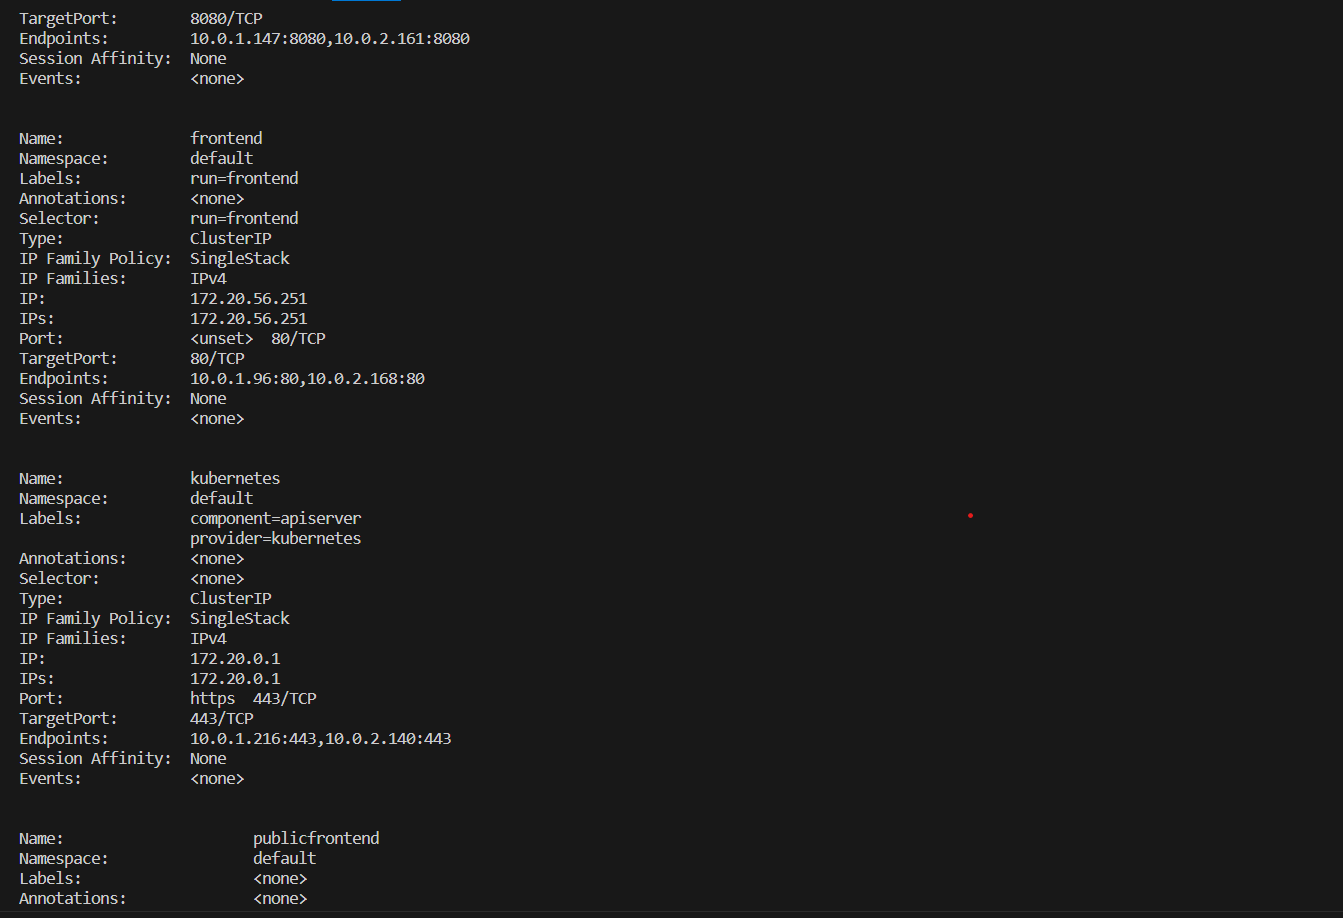 TargetPort:        8080/TCP
Endpoints:         10.0.1.147:8080,10.0.2.161:8080
Session Affinity:  None
Events:            <none>
Name:              frontend
Namespace:         default
Labels:            run=frontend
Annotations:       <none>
Selector:          run=frontend
Type:              ClusterIP
IP Family Policy:  SingleStack
IP Families:       IPv4
IP:                172.20.56.251
IPs:               172.20.56.251
Port:              <unset>  80/TCP
TargetPort:        80/TCP
Endpoints:         10.0.1.96:80,10.0.2.168:80
Session Affinity:  None
Events:            <none>
Name:              kubernetes
Namespace:         default
Labels:            component=apiserver
                   provider=kubernetes
Annotations:       <none>
Selector:          <none>
Type:              ClusterIP
IP Family Policy:  SingleStack
IP Families:       IPv4
IP:                172.20.0.1
IPs:               172.20.0.1
Port:              https  443/TCP
TargetPort:        443/TCP
Endpoints:         10.0.1.216:443,10.0.2.140:443
Session Affinity:  None
Events:            <none>
Name:                     publicfrontend
Namespace:                default
Labels:                   <none>
Annotations:              <none>